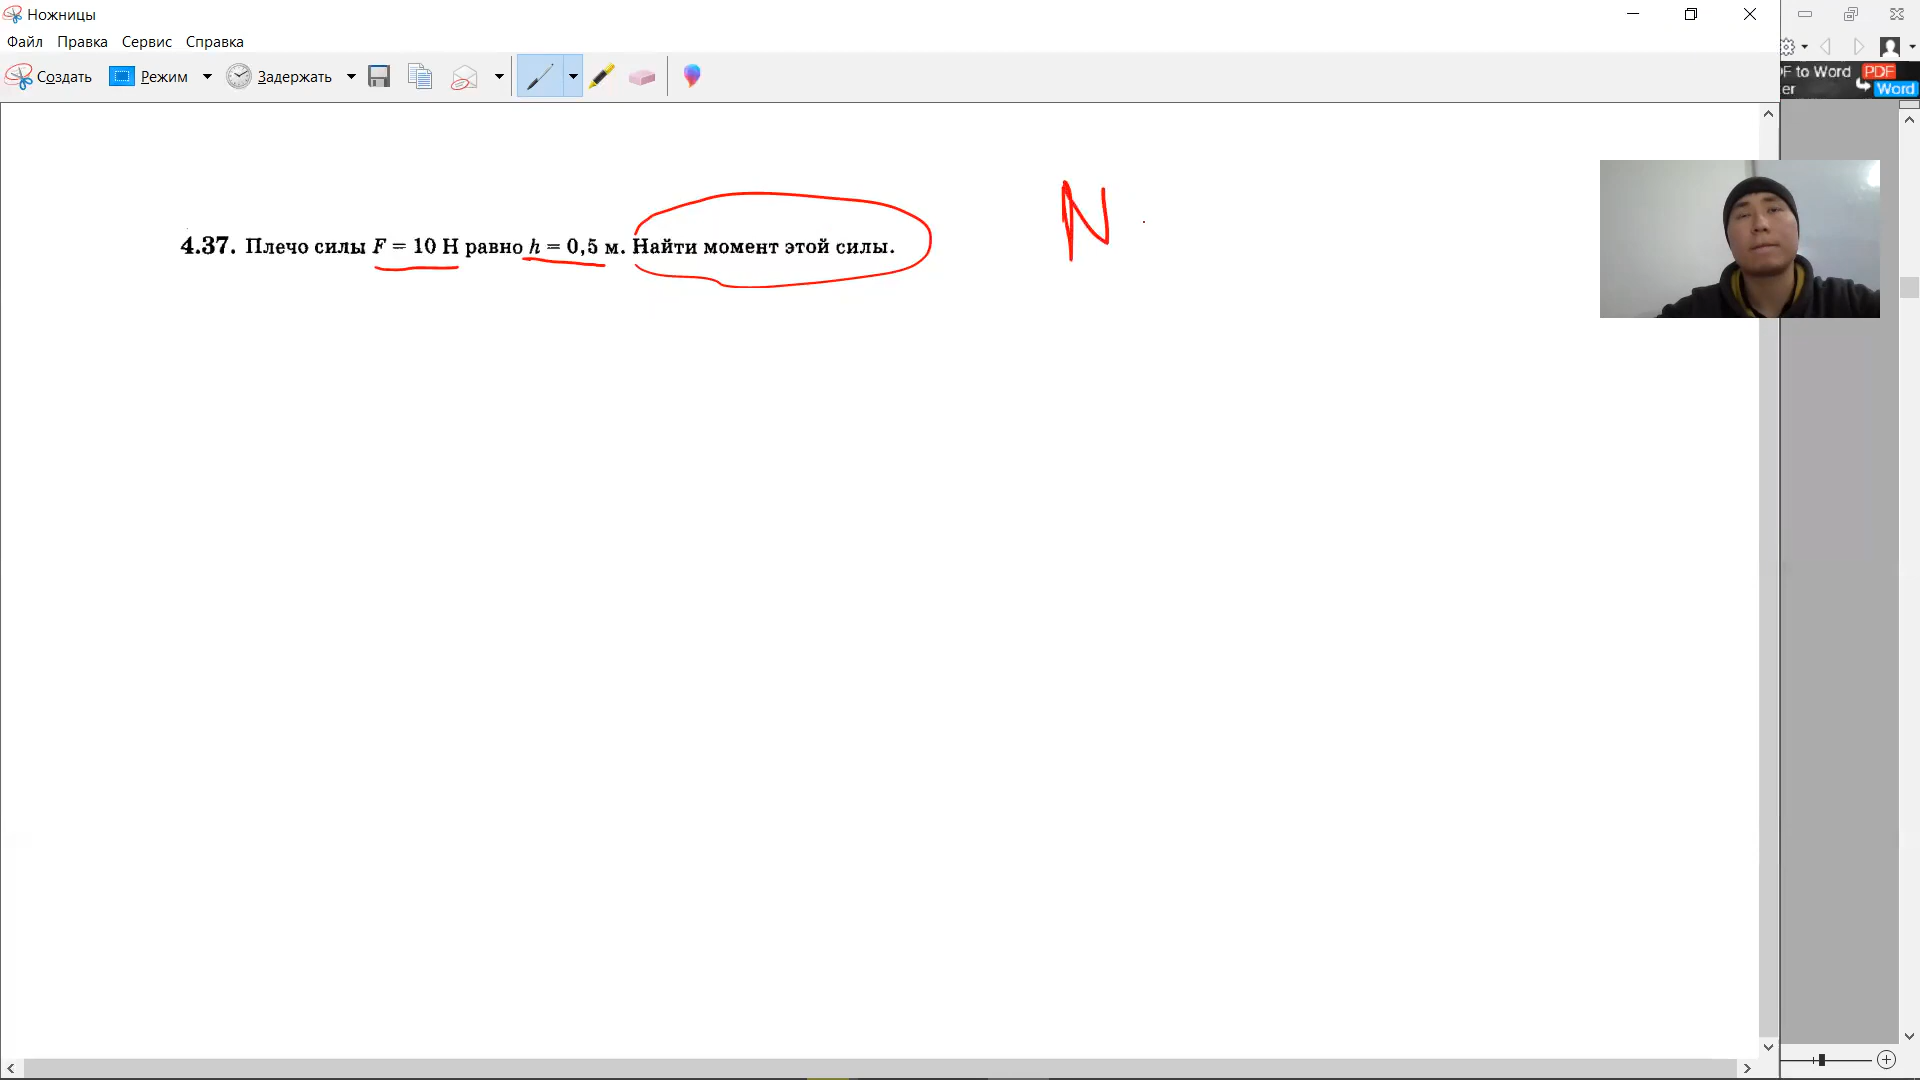 Ножницы
Файл Правка Сервис Справка
Создать Режим Задержать
F to Word PDF
er Word
N
4.37. Плечо силы F = 10 Н равно h = 0,5 м. Найти момент этой силы.